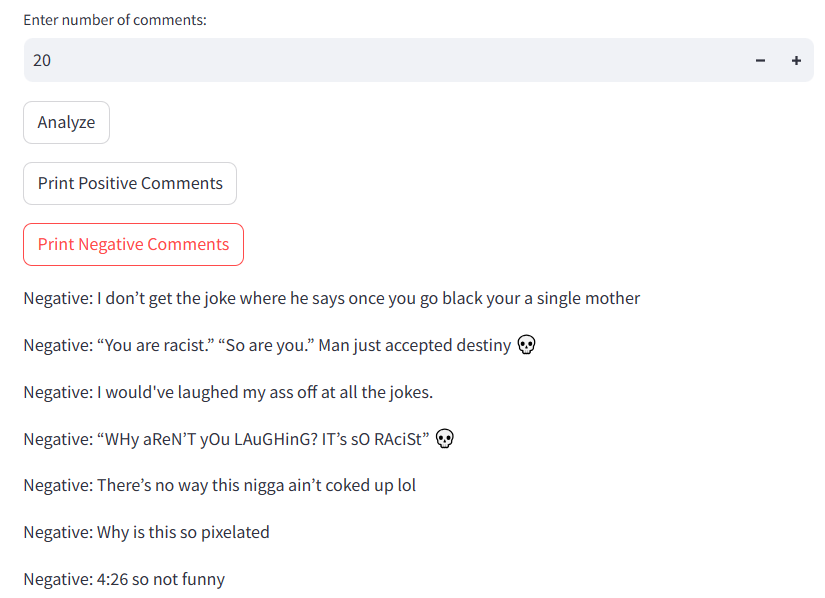 Enter number of comments:
20
Analyze
Print Positive Comments
Print Negative Comments
Negative: I don’t get the joke where he says once you go black your a single mother
Negative: “You are racist.” “So are you.” Man just accepted destiny 💀
Negative: I would've laughed my ass off at all the jokes.
Negative: “WHy aReN’T yOu LAuGHinG? IT’s sO RAciSt” 💀
Negative: There’s no way this nigga ain’t coked up lol
Negative: Why is this so pixelated
Negative: 4:26 so not funny